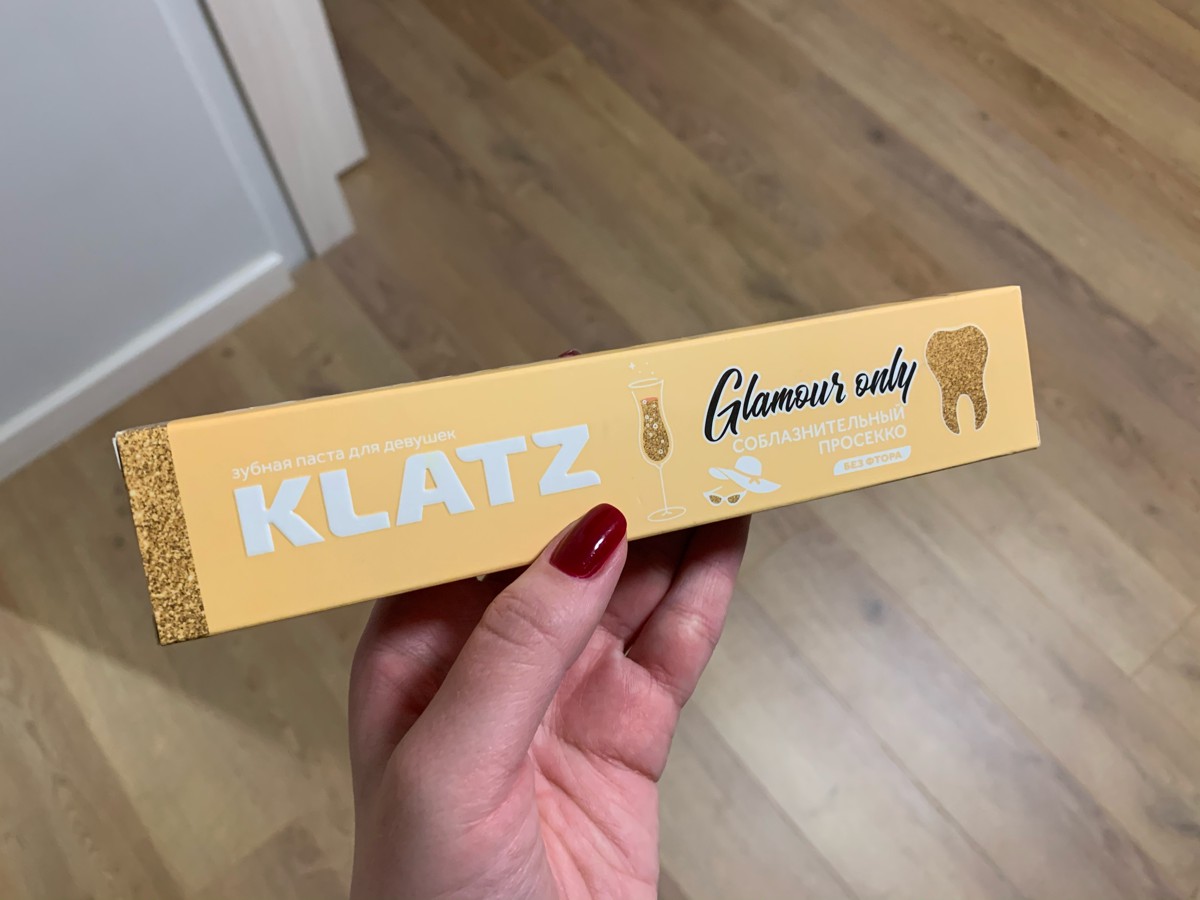 зубная паста для девушек
KLATZ
Glamour only
СОБЛАЗНИТЕЛЬНЫЙ
ПРОСЕККО
БЕЗ ФТОРА